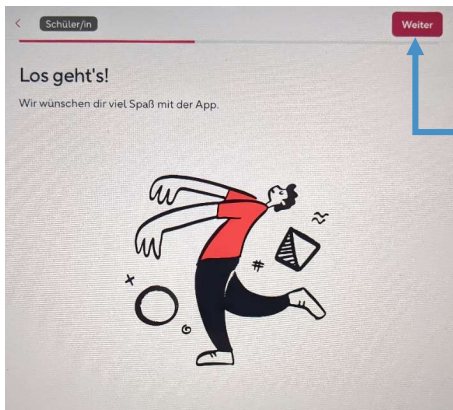 Schüler/in
Weiter
Los geht's!
Wir wünschen dir viel Spaß mit der App.